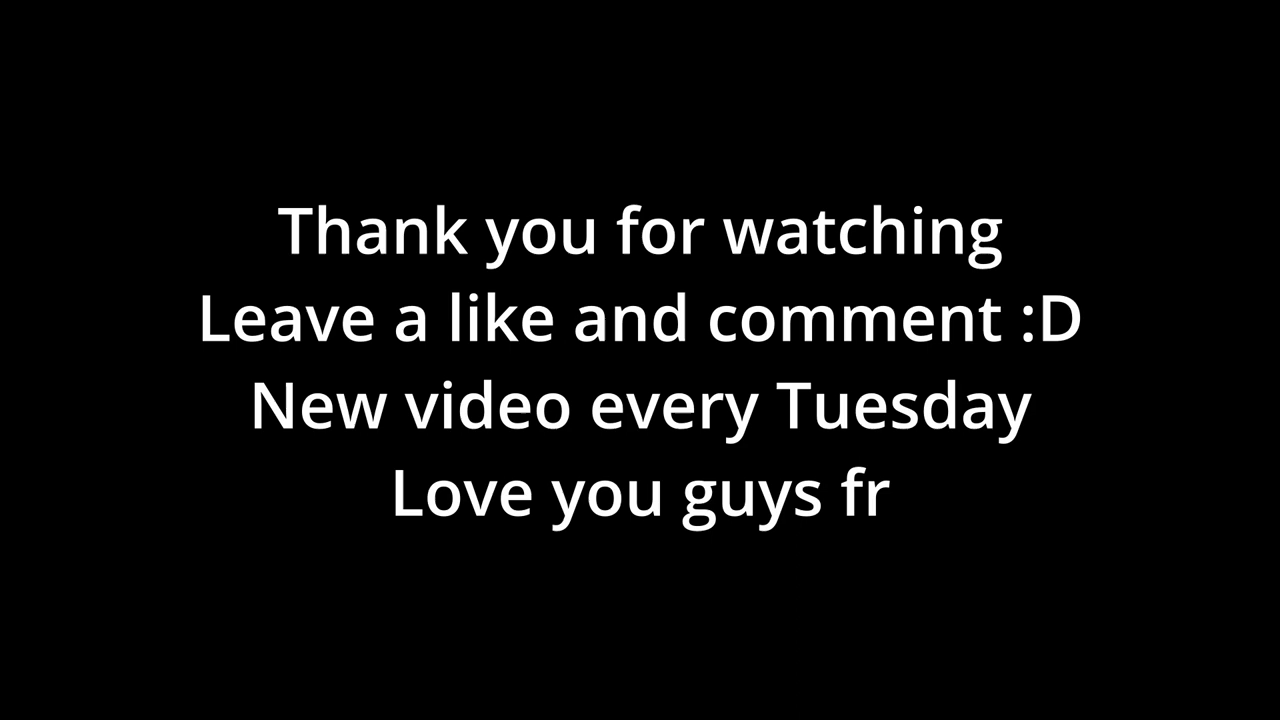 Thank you for watching
Leave a like and comment :D
New video every Tuesday
Love you guys fr